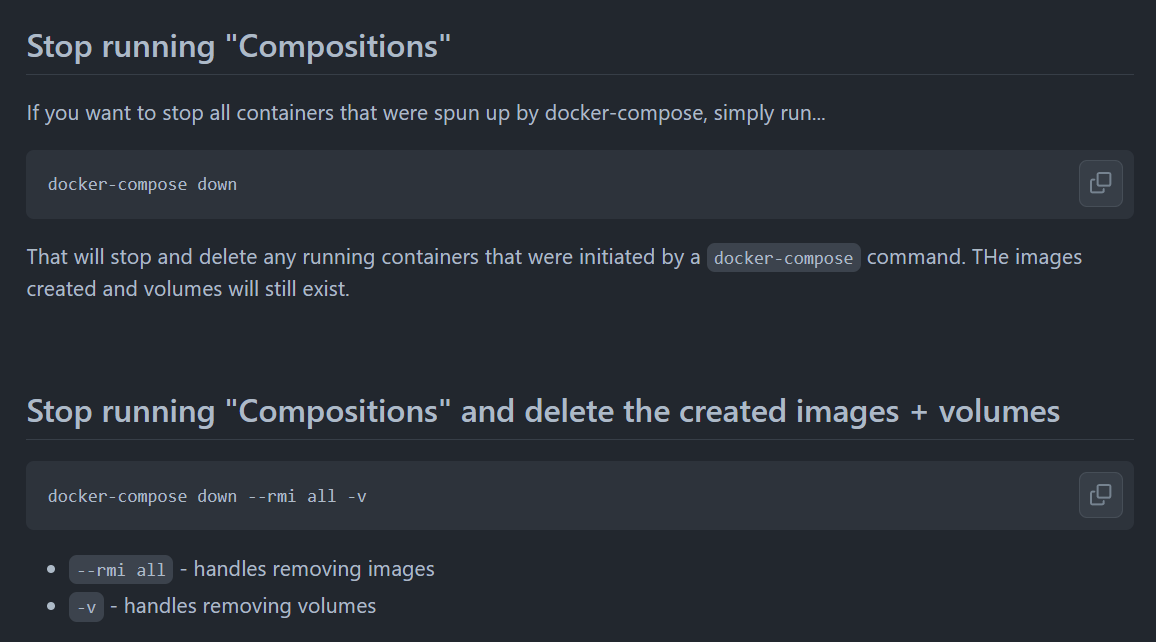 Stop running "Compositions"
If you want to stop all containers that were spun up by docker-compose, simply run...
docker-compose down
That will stop and delete any running containers that were initiated by a docker-compose command. THe images
created and volumes will still exist.
Stop running "Compositions" and delete the created images + volumes
docker-compose down --rmi all -v
--rmi all - handles removing images
-v - handles removing volumes